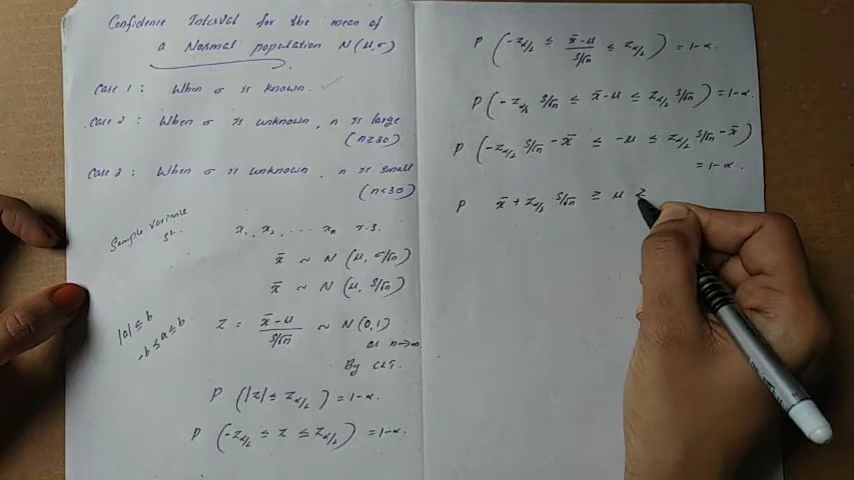 Confidence Interval for the mean of
a Normal population N(μ,σ)
Case 1 : When σ is known. ✓
Case 2 : When σ is unknown, n is large
(n≥30)
Case 3 : When σ is unknown, n is small
(n<30)
Sample variance
s²
x₁, x₂ ... xₙ r.s.
x̄ ~ N(μ, σ/√n)
x̄ ~ N(μ, s/√n)
|a| ≤ b
-b ≤ a ≤ b
Z = (x̄-μ)/(s/√n) ~ N(0,1)
as n→∞
By CLT.
P(|Z| ≤ Z_{α/2}) = 1-α.
P(-Z_{α/2} ≤ Z ≤ Z_{α/2}) = 1-α.
P(-Z_{α/2} ≤ (x̄-μ)/(s/√n) ≤ Z_{α/2}) = 1-α.
P(-Z_{α/2} s/√n ≤ x̄-μ ≤ Z_{α/2} s/√n) = 1-α.
P(-Z_{α/2} s/√n - x̄ ≤ -μ ≤ Z_{α/2} s/√n - x̄)
= 1-α.
P x̄ + Z_{α/2} s/√n ≥ μ ≥